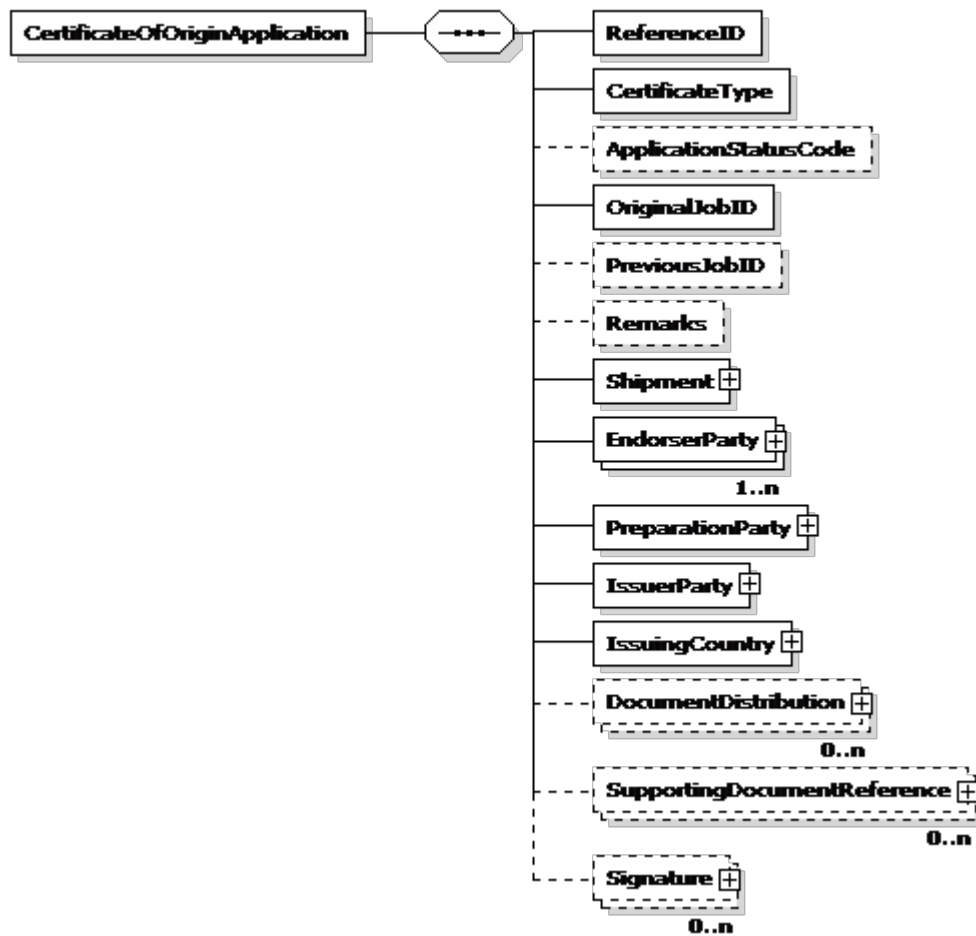 CertificateOfOriginApplication
ReferenceID
CertificateType
ApplicationStatusCode
OriginalJobID
PreviousJobID
Remarks
Shipment
EndorserParty
1..n
PreparationParty
IssuerParty
IssuingCountry
DocumentDistribution
0..n
SupportingDocumentReference
0..n
Signature
0..n